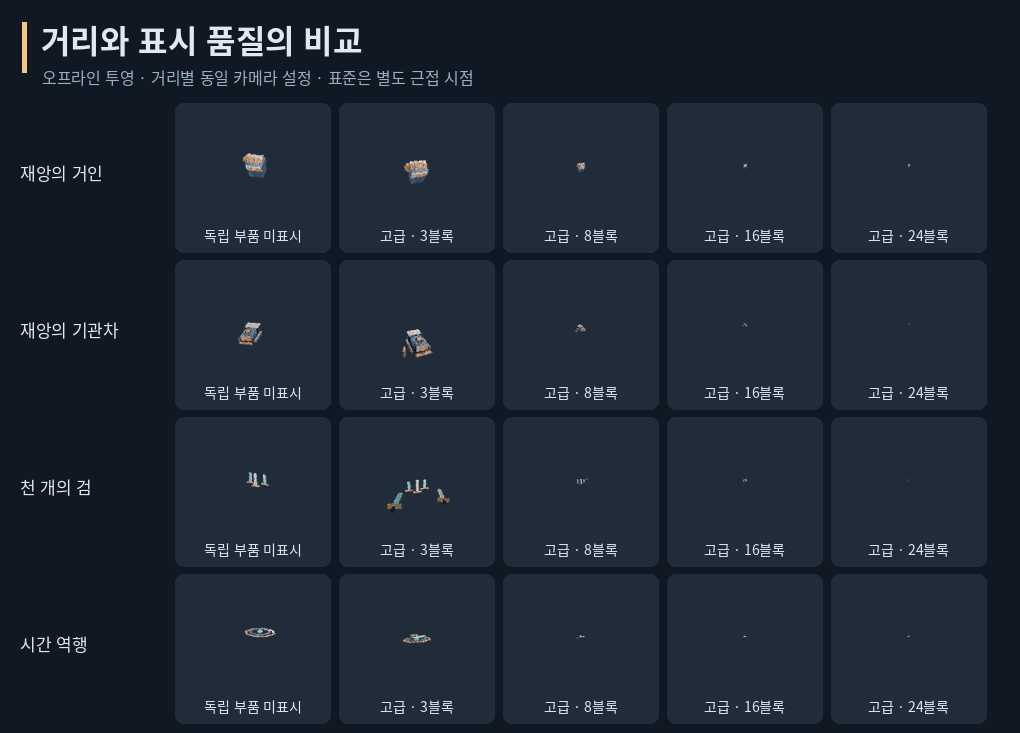 거리와 표시 품질의 비교
오프라인 투영 · 거리별 동일 카메라 설정 · 표준은 별도 근접 시점
재앙의 거인
독립 부품 미표시
고급 · 3블록
고급 · 8블록
고급 · 16블록
고급 · 24블록
재앙의 기관차
독립 부품 미표시
고급 · 3블록
고급 · 8블록
고급 · 16블록
고급 · 24블록
천 개의 검
독립 부품 미표시
고급 · 3블록
고급 · 8블록
고급 · 16블록
고급 · 24블록
시간 역행
독립 부품 미표시
고급 · 3블록
고급 · 8블록
고급 · 16블록
고급 · 24블록